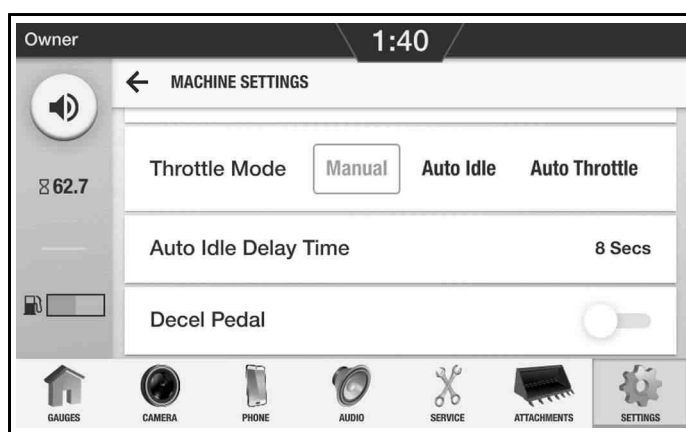 Owner
1:40
MACHINE SETTINGS
Throttle Mode Manual Auto Idle Auto Throttle
62.7
Auto Idle Delay Time 8 Secs
Decel Pedal
GAUGES CAMERA PHONE AUDIO SERVICE ATTACHMENTS SETTINGS